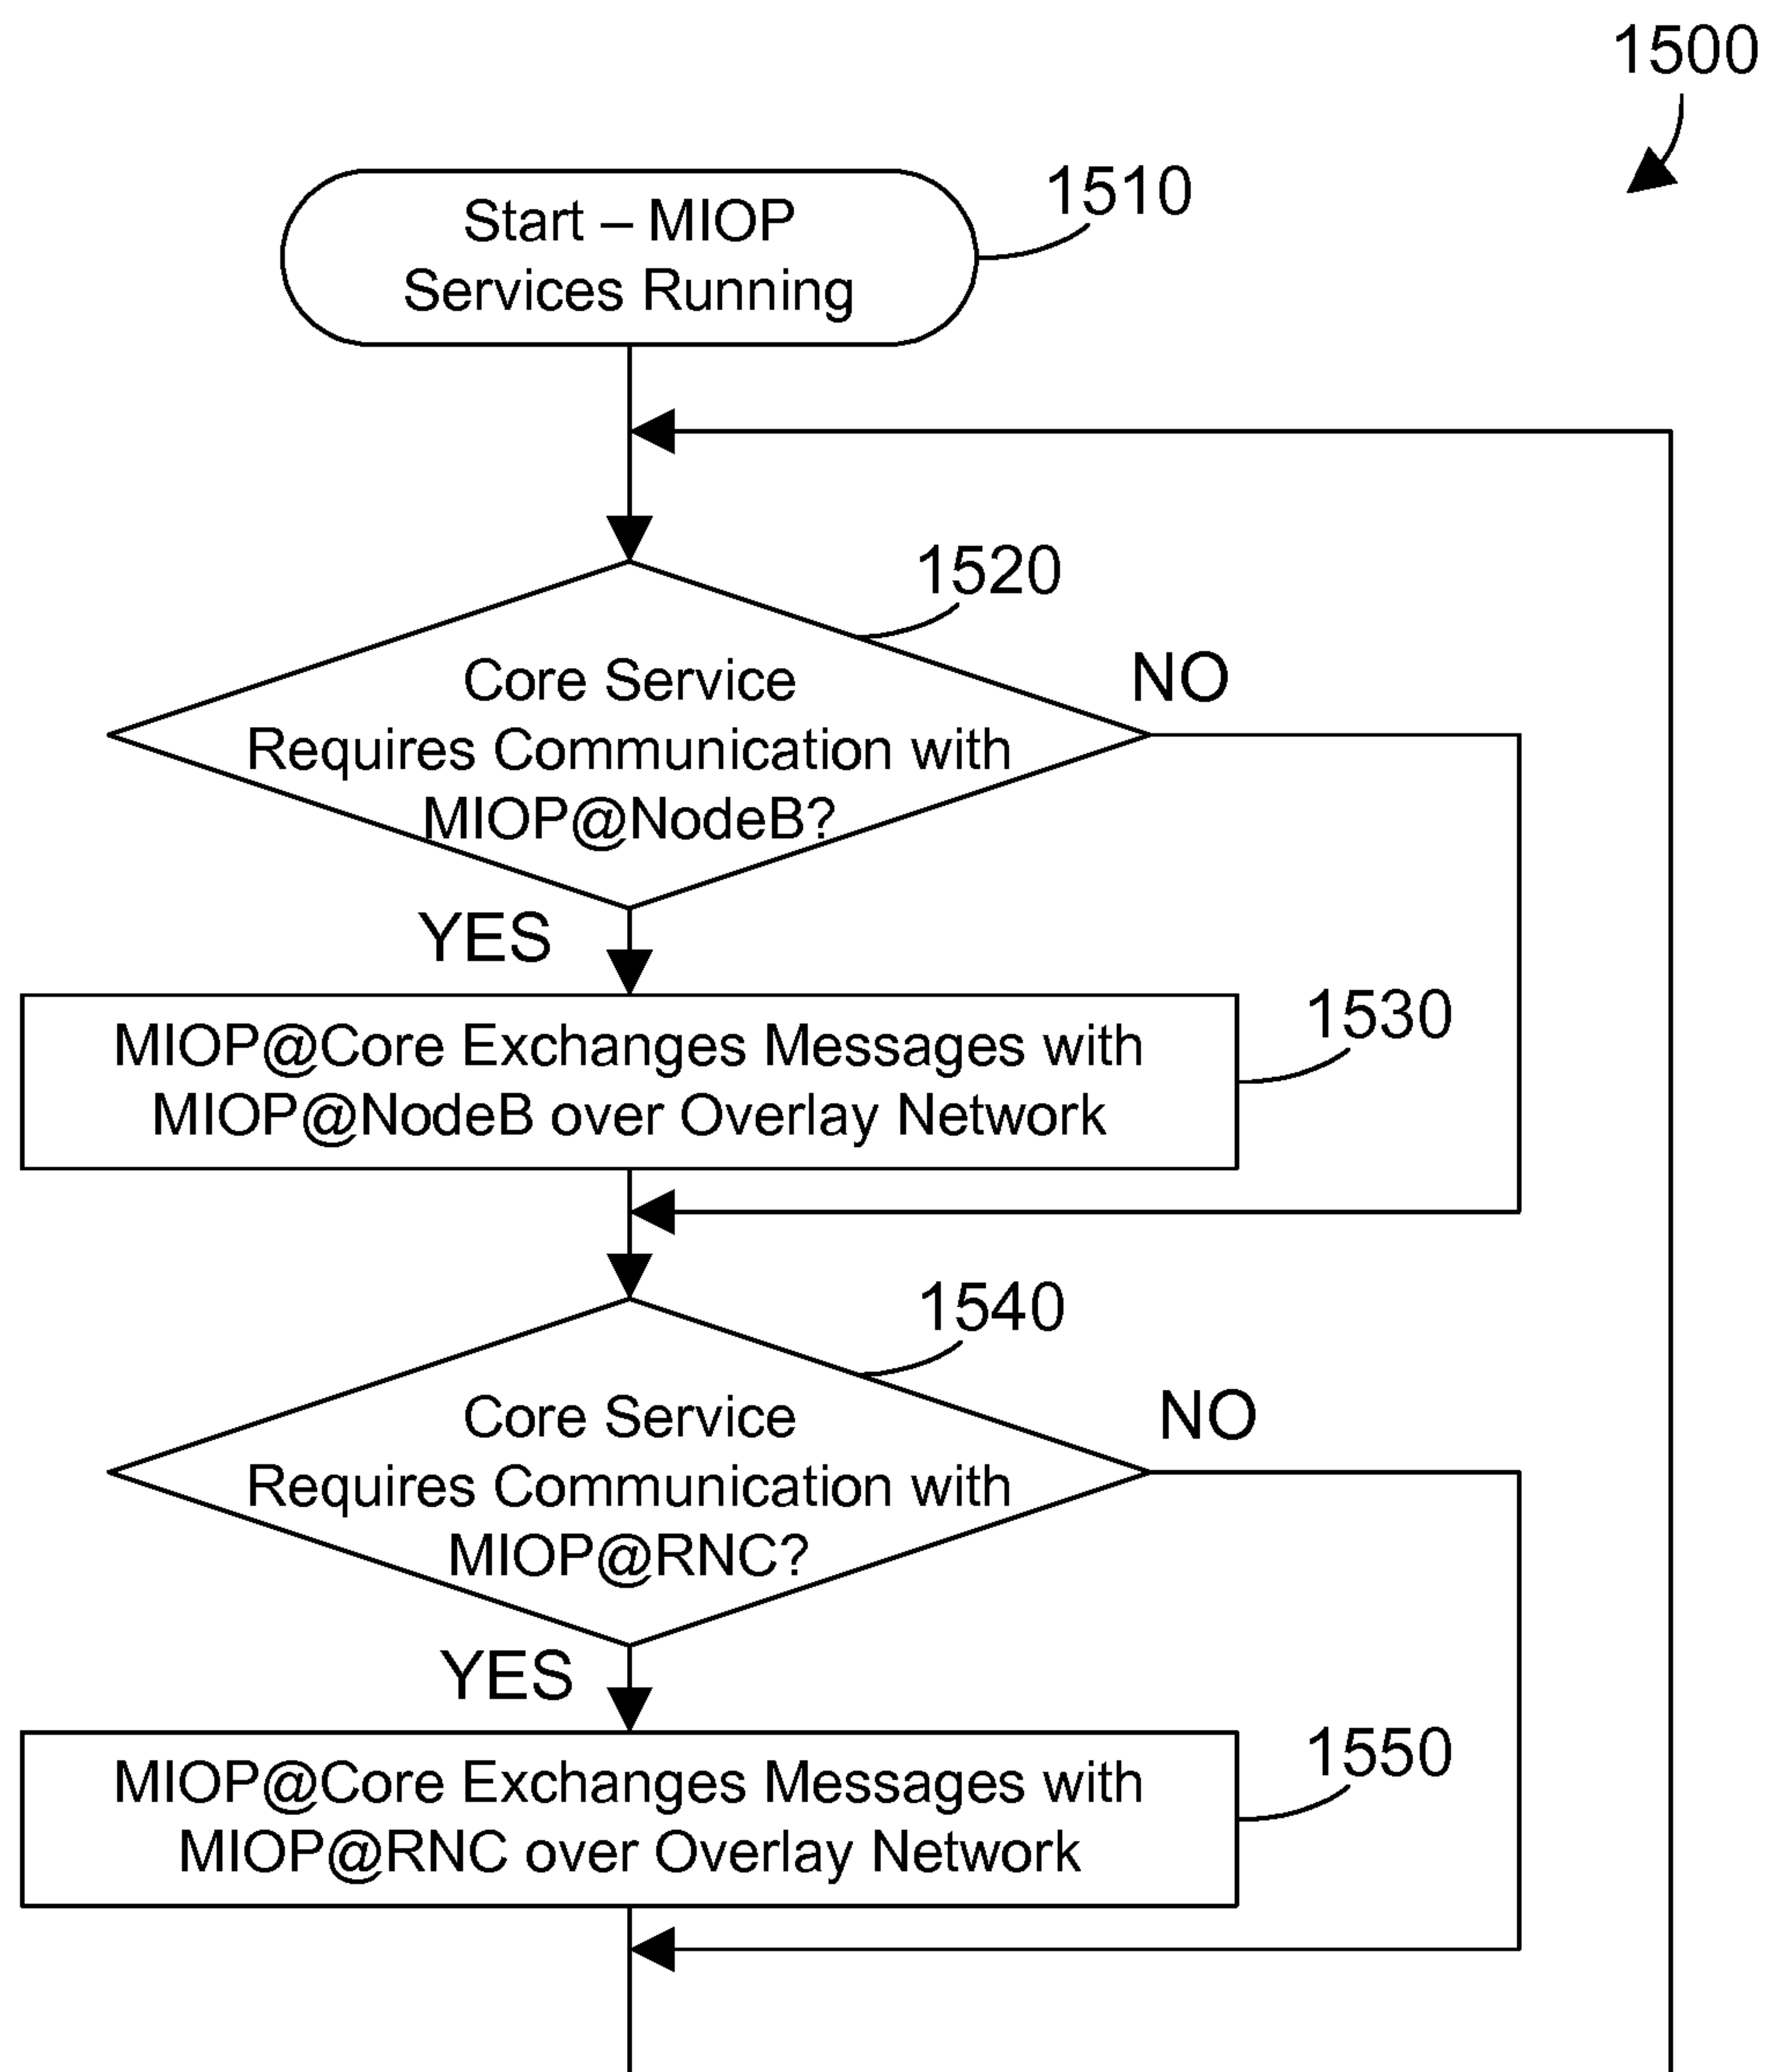 1500
1510
Start – MIOP
Services Running
1520
Core Service
Requires Communication with
MIOP@NodeB?
NO
YES
1530
MIOP@Core Exchanges Messages with
MIOP@NodeB over Overlay Network
1540
Core Service
Requires Communication with
MIOP@RNC?
NO
YES
1550
MIOP@Core Exchanges Messages with
MIOP@RNC over Overlay Network